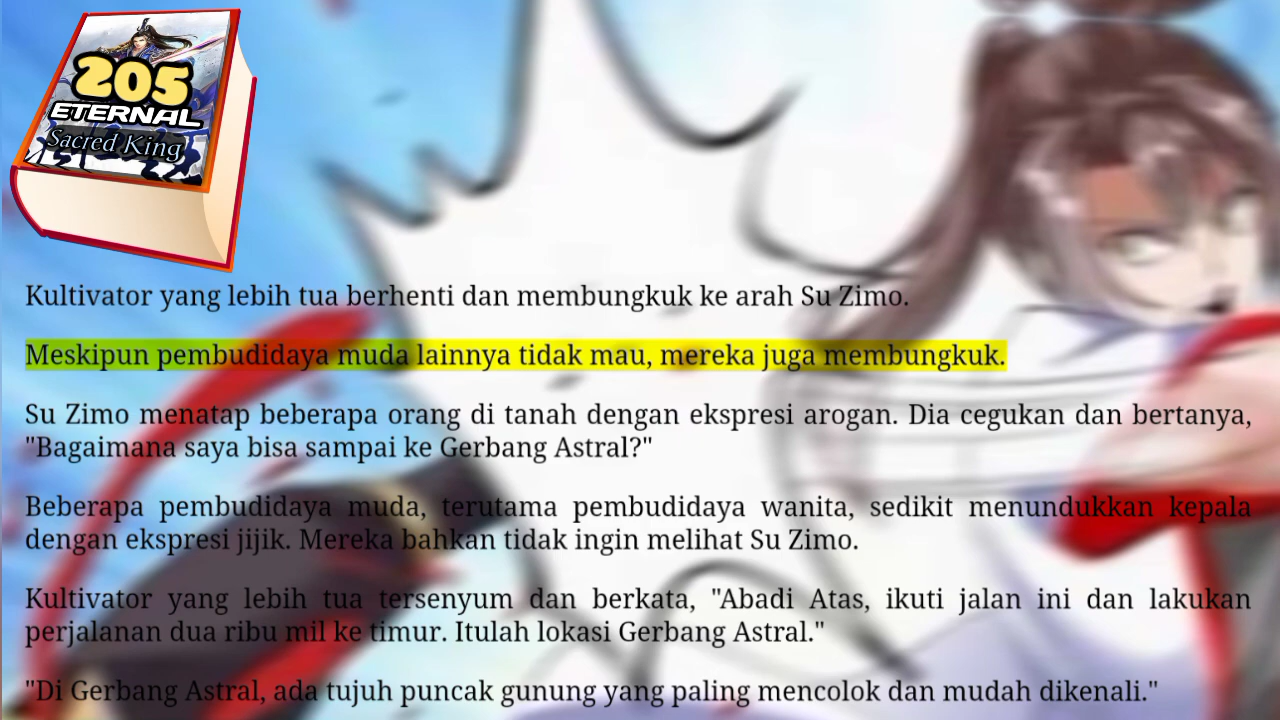 205
ETERNAL
Sacred King
Kultivator yang lebih tua berhenti dan membungkuk ke arah Su Zimo.
Meskipun pembudidaya muda lainnya tidak mau, mereka juga membungkuk.
Su Zimo menatap beberapa orang di tanah dengan ekspresi arogan. Dia cegukan dan bertanya,
"Bagaimana saya bisa sampai ke Gerbang Astral?"
Beberapa pembudidaya muda, terutama pembudidaya wanita, sedikit menundukkan kepala
dengan ekspresi jijik. Mereka bahkan tidak ingin melihat Su Zimo.
Kultivator yang lebih tua tersenyum dan berkata, "Abadi Atas, ikuti jalan ini dan lakukan
perjalanan dua ribu mil ke timur. Itulah lokasi Gerbang Astral."
"Di Gerbang Astral, ada tujuh puncak gunung yang paling mencolok dan mudah dikenali."